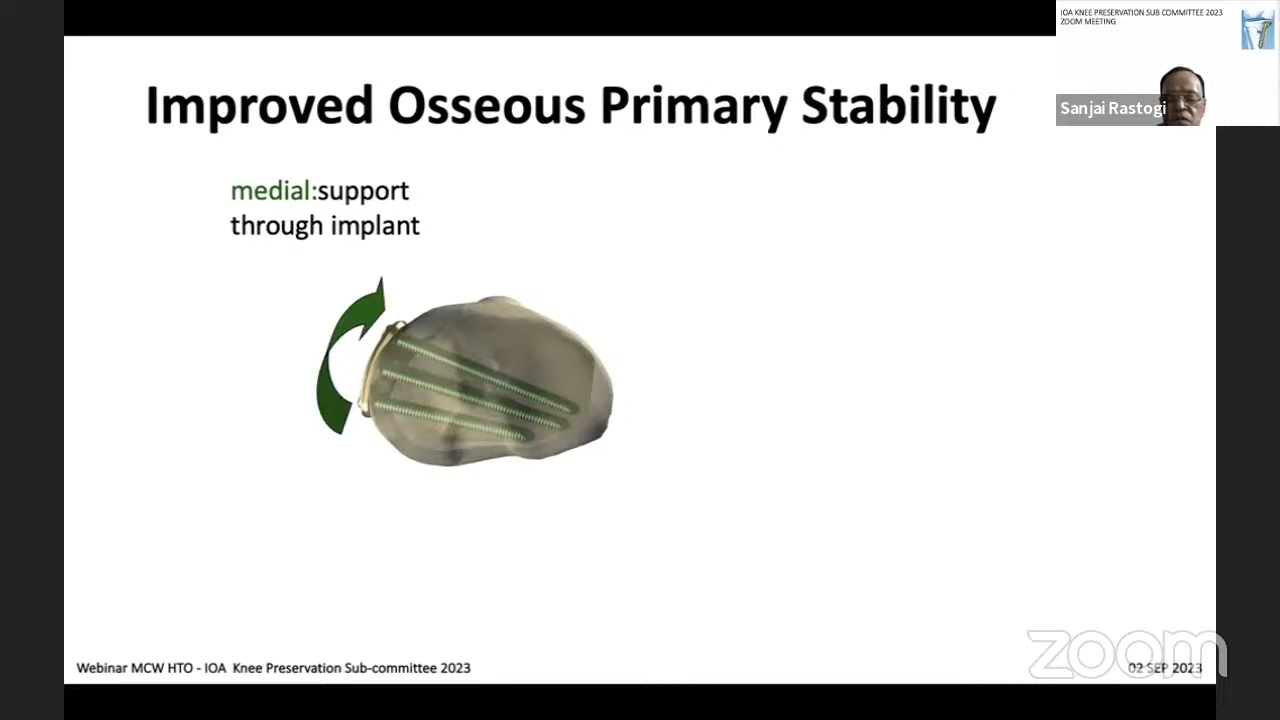 IOA KNEE PRESERVATION SUB COMMITTEE 2023
ZOOM MEETING
Sanjai Rastogi
Improved Osseous Primary Stability
medial:support
through implant
Webinar MCW HTO - IOA Knee Preservation Sub-committee 2023
02 SEP 2023
zoom